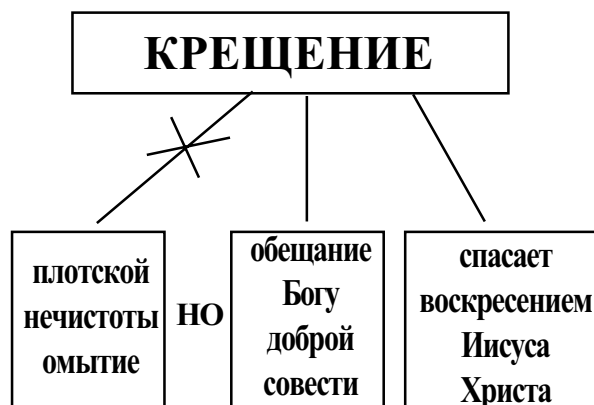 КРЕЩЕНИЕ
плотской
нечистоты
омытие
НО
обещание
Богу
доброй
совести
спасает
воскресением
Иисуса
Христа